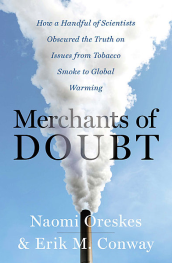 How a Handful of Scientists
Obscured the Truth on
Issues from Tobacco
Smoke to Global
Warming
Merchants of
DOUBT
Naomi Oreskes
& Erik M. Conway